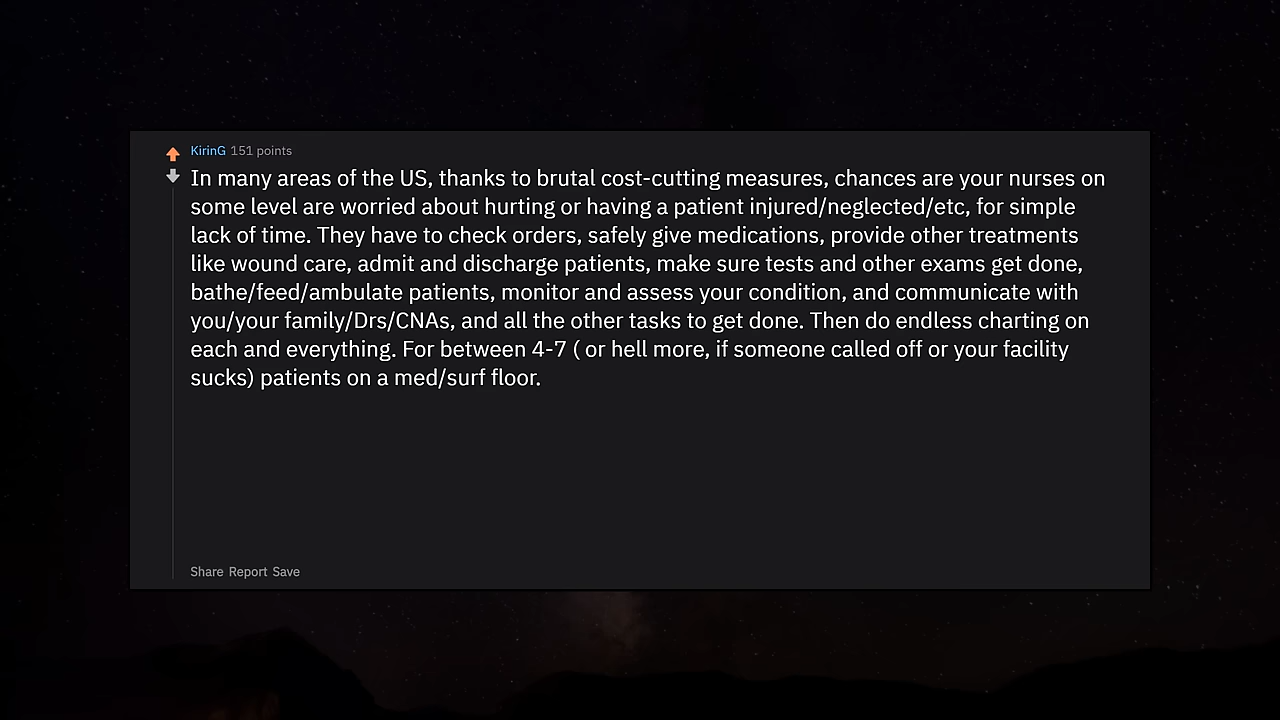 KirinG 151 points
In many areas of the US, thanks to brutal cost-cutting measures, chances are your nurses on
some level are worried about hurting or having a patient injured/neglected/etc, for simple
lack of time. They have to check orders, safely give medications, provide other treatments
like wound care, admit and discharge patients, make sure tests and other exams get done,
bathe/feed/ambulate patients, monitor and assess your condition, and communicate with
you/your family/Drs/CNAs, and all the other tasks to get done. Then do endless charting on
each and everything. For between 4-7 ( or hell more, if someone called off or your facility
sucks) patients on a med/surf floor.
Share Report Save